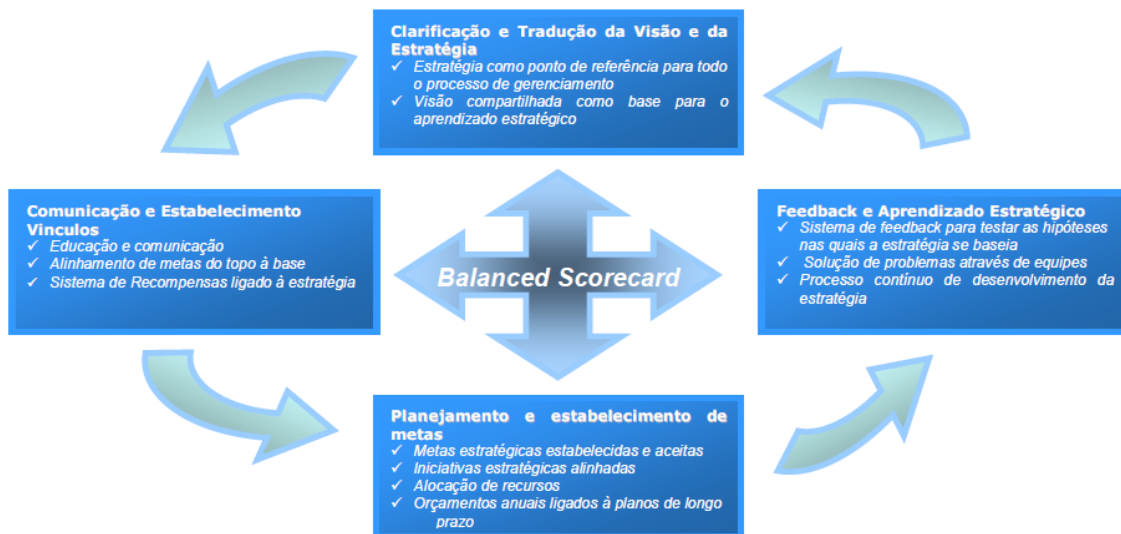 Clarificação e Tradução da Visão e da
Estratégia
✓ Estratégia como ponto de referência para todo
o processo de gerenciamento
✓ Visão compartilhada como base para o
aprendizado estratégico
Comunicação e Estabelecimento
Vinculos
✓ Educação e comunicação
✓ Alinhamento de metas do topo à base
✓ Sistema de Recompensas ligado à estratégia
Balanced Scorecard
Feedback e Aprendizado Estratégico
✓ Sistema de feedback para testar as hipóteses
nas quais a estratégia se baseia
✓ Solução de problemas através de equipes
✓ Processo contínuo de desenvolvimento da
estratégia
Planejamento e estabelecimento de
metas
✓ Metas estratégicas estabelecidas e aceitas
✓ Iniciativas estratégicas alinhadas
✓ Alocação de recursos
✓ Orçamentos anuais ligados à planos de longo
prazo